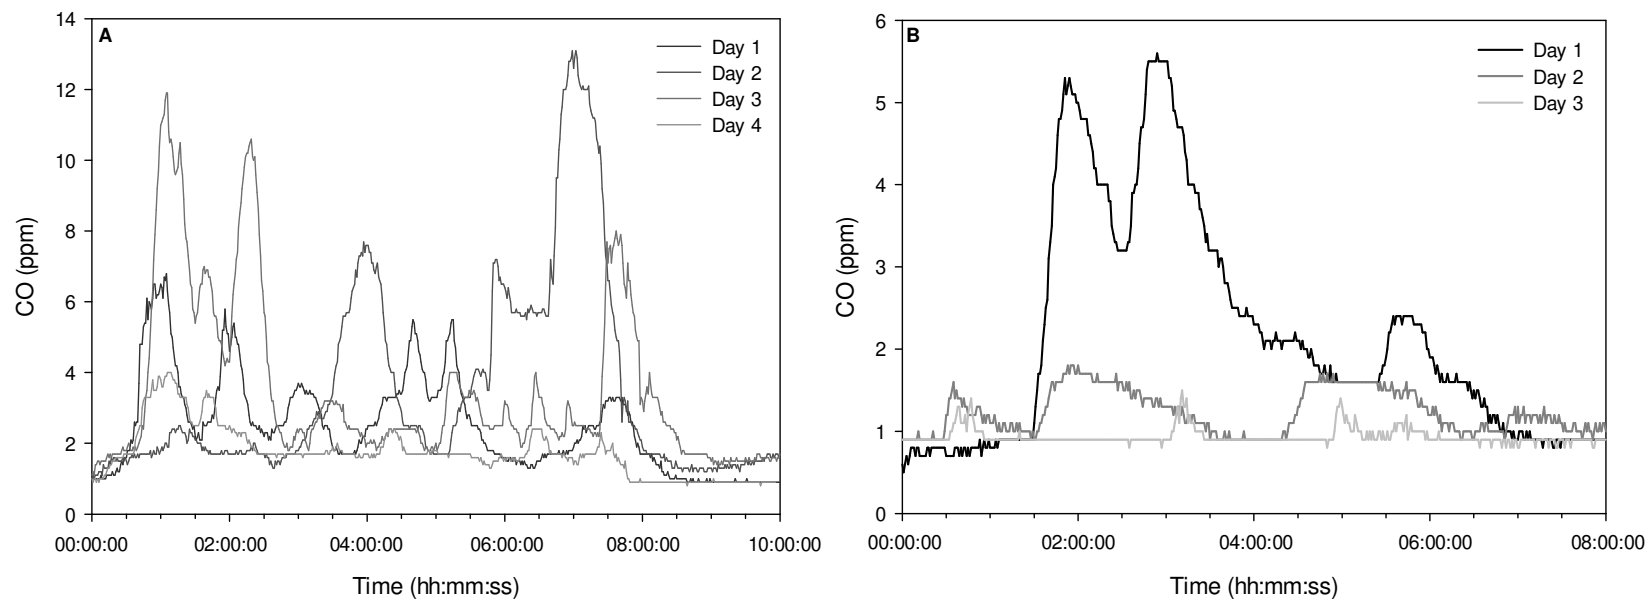 A
Day 1
Day 2
Day 3
Day 4
14
12
10
8
6
4
2
0
CO (ppm)
00:00:00 02:00:00 04:00:00 06:00:00 08:00:00 10:00:00
Time (hh:mm:ss)
B
Day 1
Day 2
Day 3
6
5
4
3
2
1
0
CO (ppm)
00:00:00 02:00:00 04:00:00 06:00:00 08:00:00
Time (hh:mm:ss)